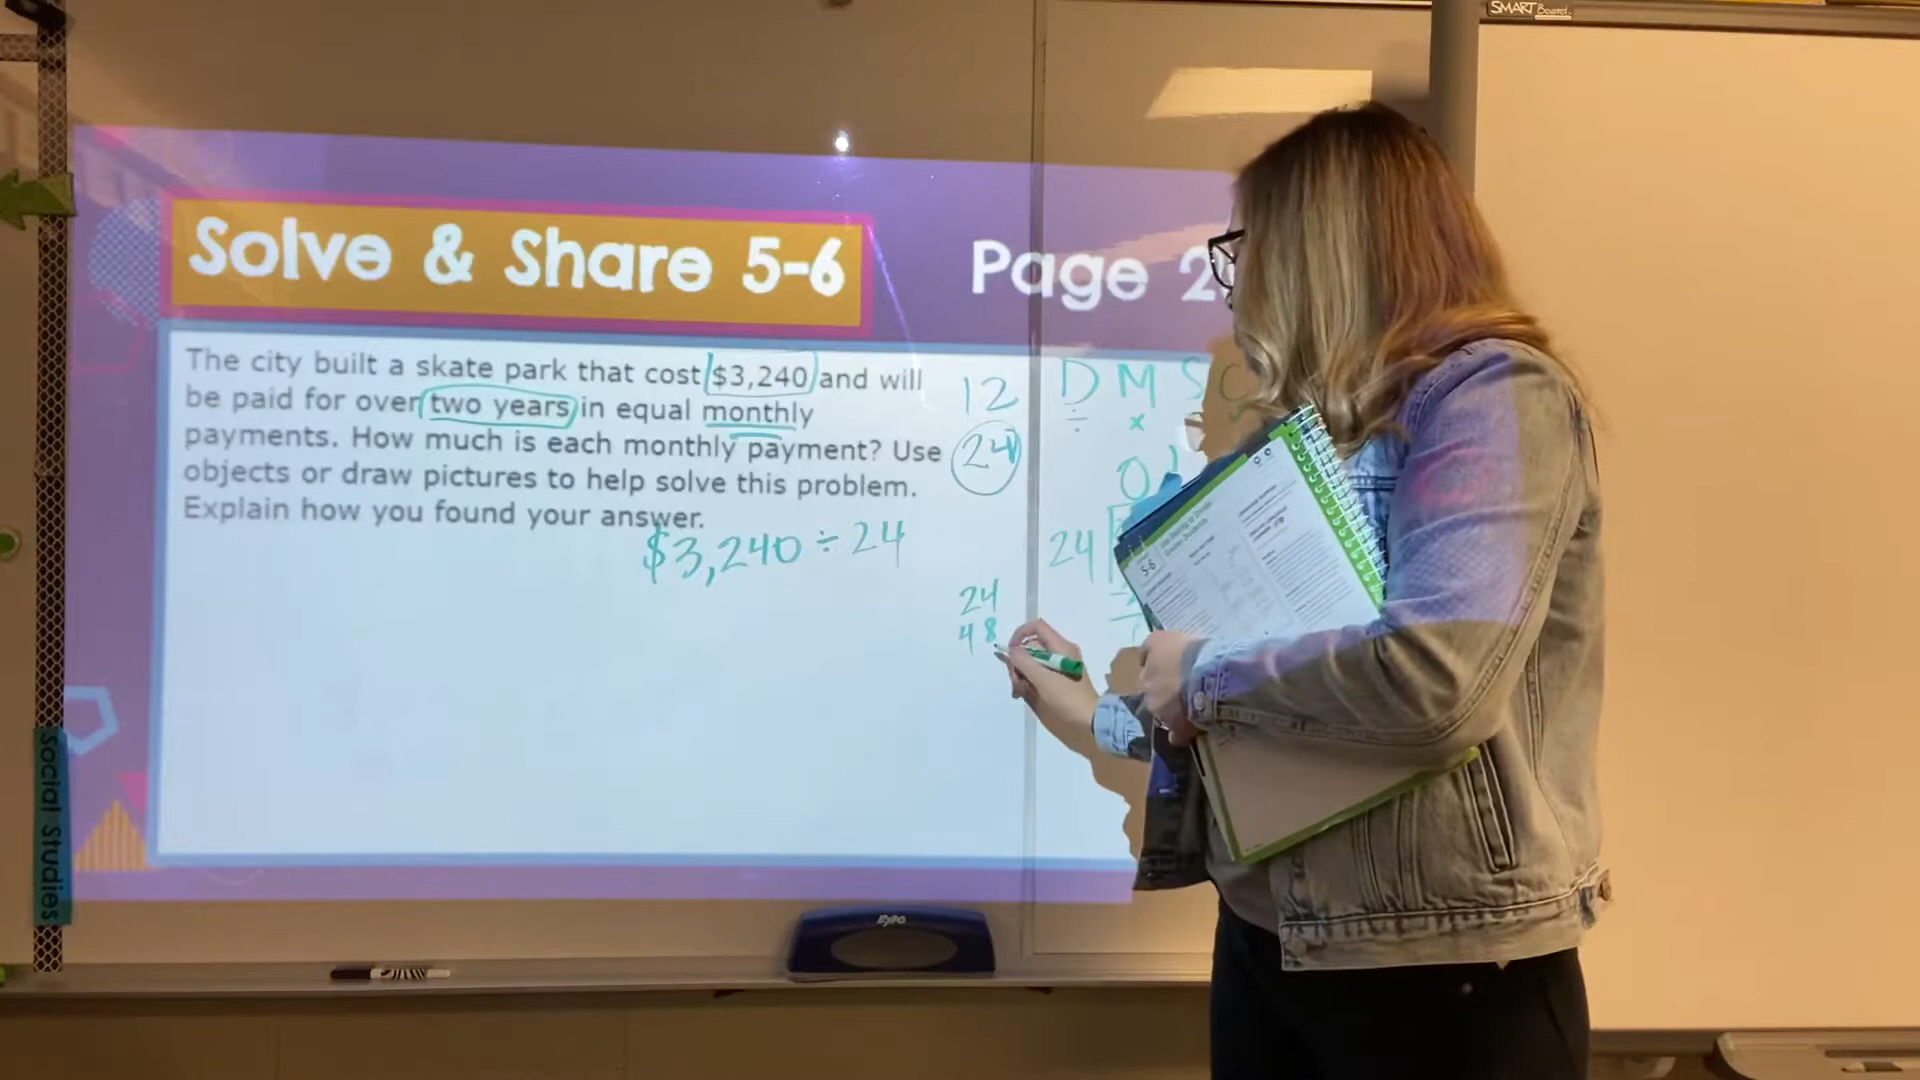 SMART Board
Solve & Share 5-6
Page 2
The city built a skate park that cost $3,240 and will
be paid for over two years in equal monthly
payments. How much is each monthly payment? Use
objects or draw pictures to help solve this problem.
Explain how you found your answer.
$3,240 ÷ 24
12
24
D M S
÷ x
0
24
24
48
5-6
Social Studies
EXPO